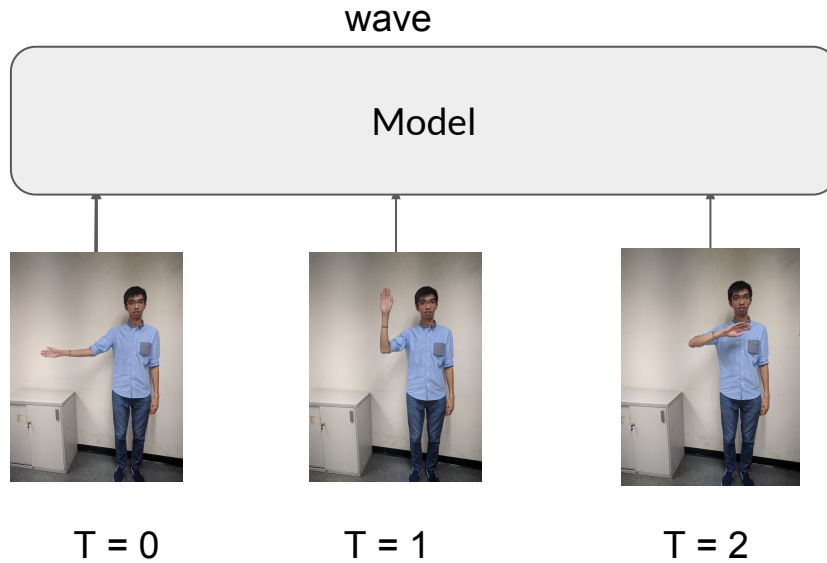 wave
Model
T = 0
T = 1
T = 2